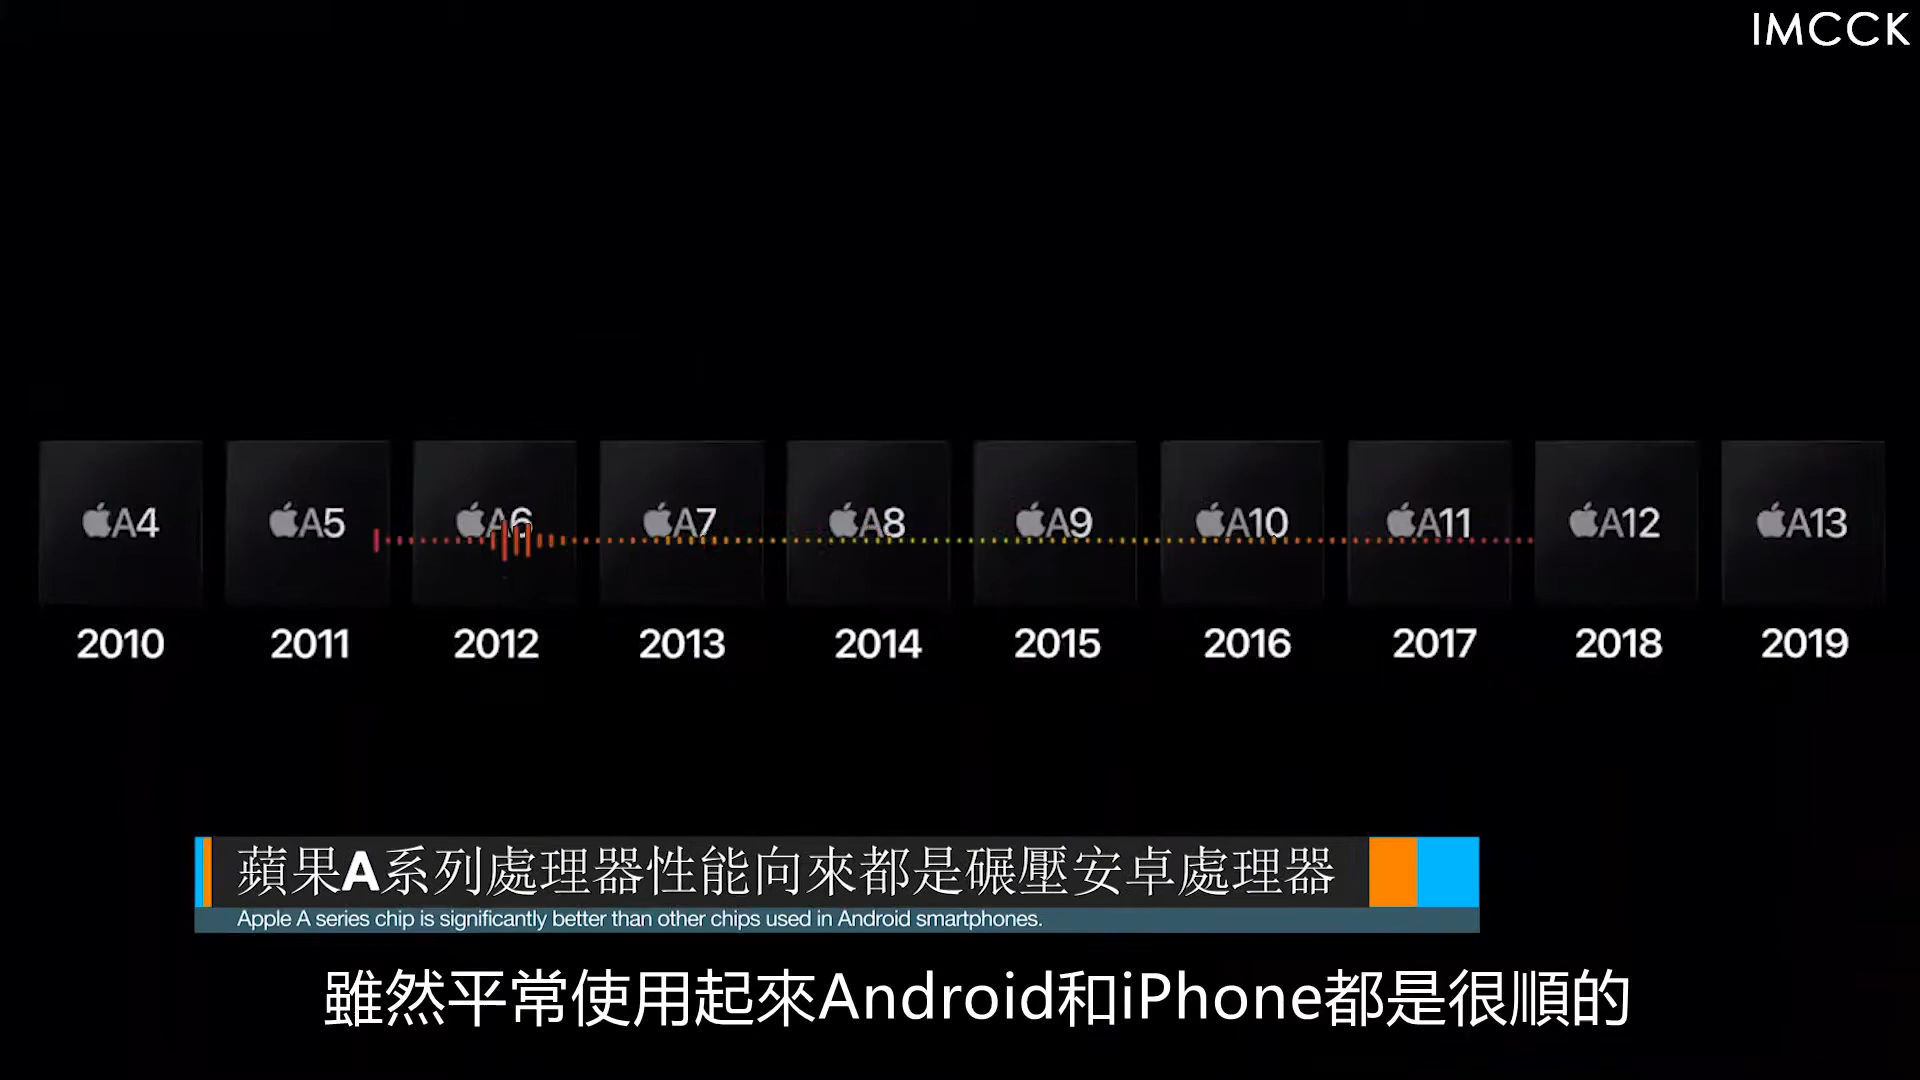 IMCCK
A4 A5 A6 A7 A8 A9 A10 A11 A12 A13
2010 2011 2012 2013 2014 2015 2016 2017 2018 2019
蘋果A系列處理器性能向來都是碾壓安卓處理器
Apple A series chip is significantly better than other chips used in Android smartphones.
雖然平常使用起來Android和iPhone都是很順的